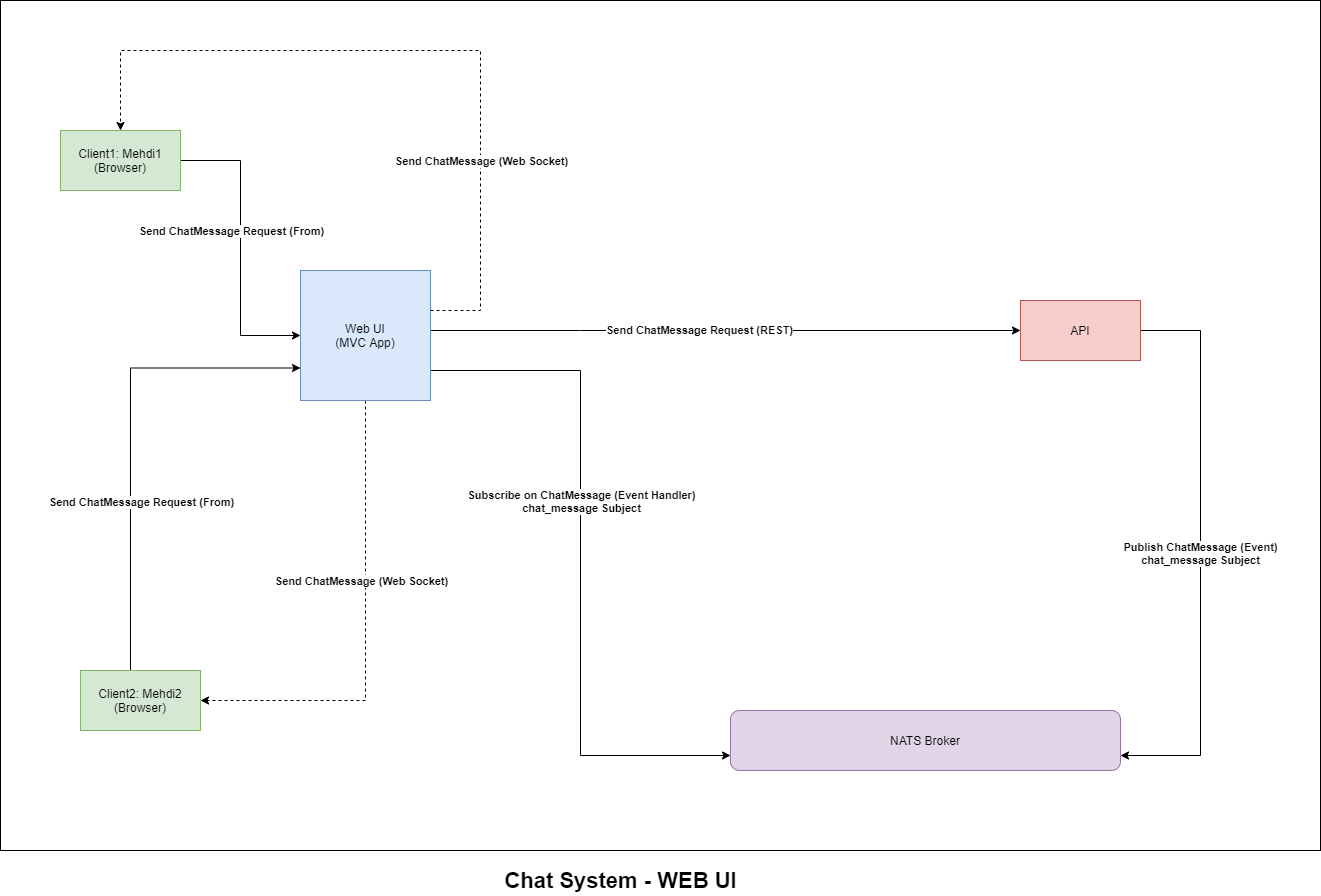 Client1: Mehdi1
(Browser)
Send ChatMessage (Web Socket)
Send ChatMessage Request (From)
Web UI
(MVC App)
Send ChatMessage Request (REST)
API
Send ChatMessage Request (From)
Subscribe on ChatMessage (Event Handler)
chat_message Subject
Publish ChatMessage (Event)
chat_message Subject
Send ChatMessage (Web Socket)
Client2: Mehdi2
(Browser)
NATS Broker
Chat System - WEB UI